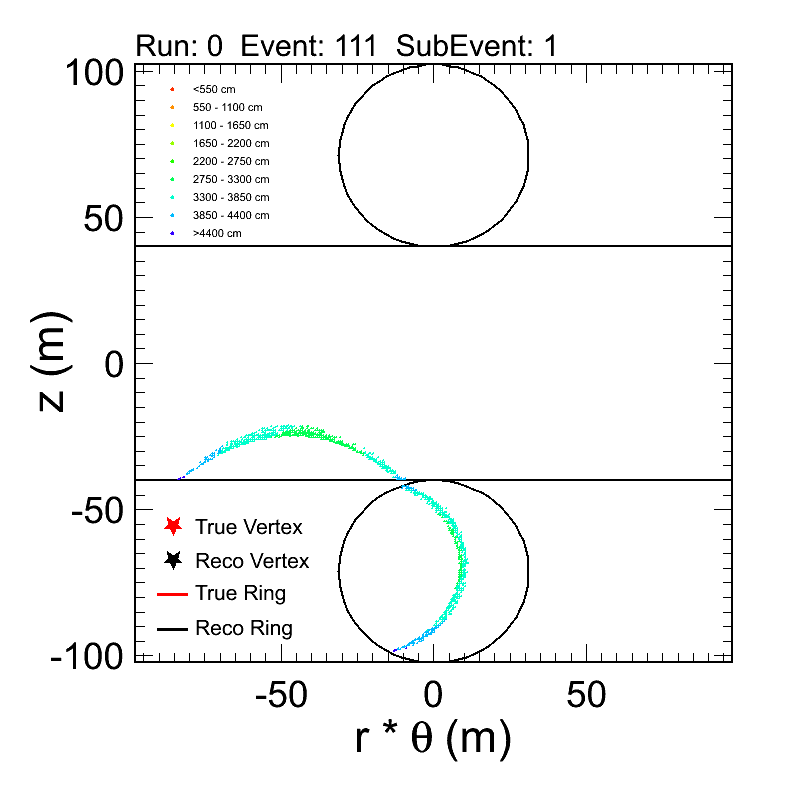 Run: 0  Event: 111  SubEvent: 1
100
<550 cm
550 - 1100 cm
1100 - 1650 cm
1650 - 2200 cm
2200 - 2750 cm
2750 - 3300 cm
3300 - 3850 cm
3850 - 4400 cm
>4400 cm
50
0
z (m)
-50
True Vertex
Reco Vertex
True Ring
Reco Ring
-100
-50 0 50
r * θ (m)